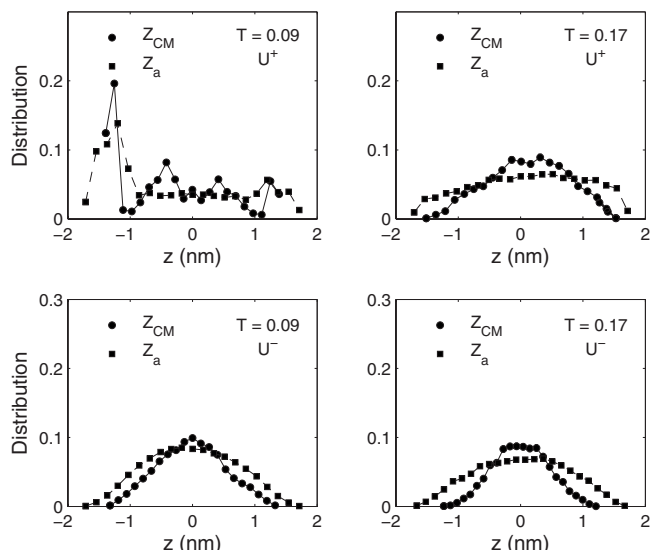 Z_CM T = 0.09
Z_a U⁺
0.2
0.1
0
Distribution
−2 −1 0 1 2
z (nm)
Z_CM T = 0.17
Z_a U⁺
0.2
0.1
0
Distribution
−2 −1 0 1 2
z (nm)
0.3
Z_CM T = 0.09
Z_a U⁻
0.2
0.1
0
Distribution
−2 −1 0 1 2
z (nm)
0.3
Z_CM T = 0.17
Z_a U⁻
0.2
0.1
0
Distribution
−2 −1 0 1 2
z (nm)